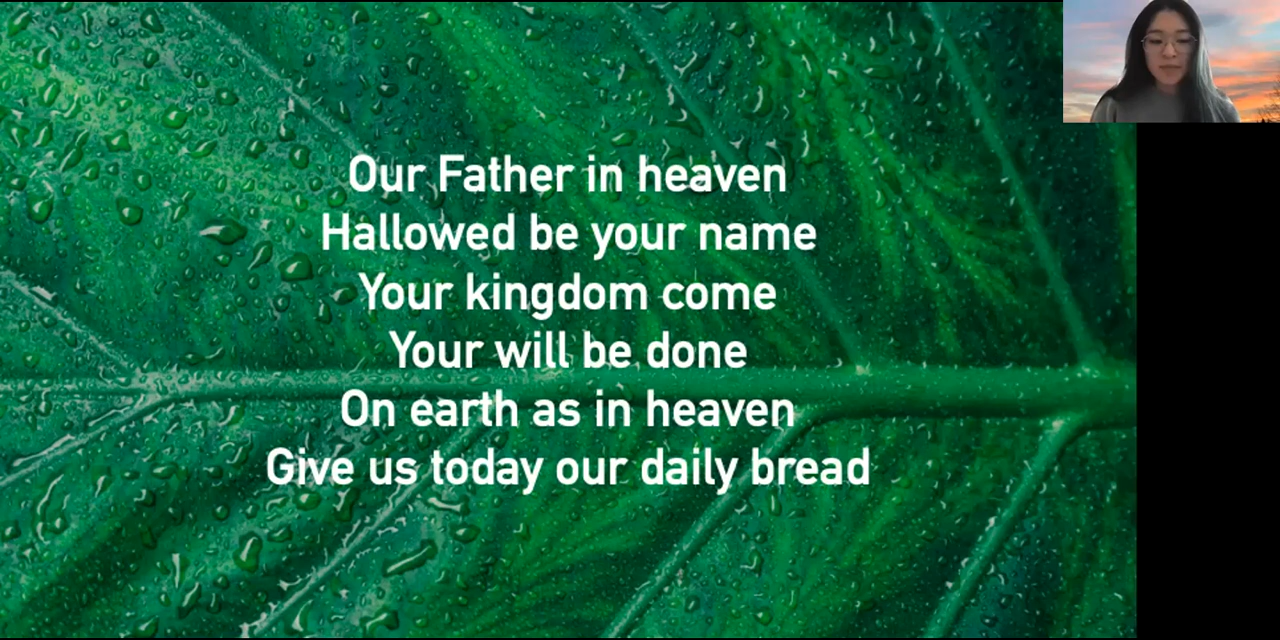 Our Father in heaven
Hallowed be your name
Your kingdom come
Your will be done
On earth as in heaven
Give us today our daily bread